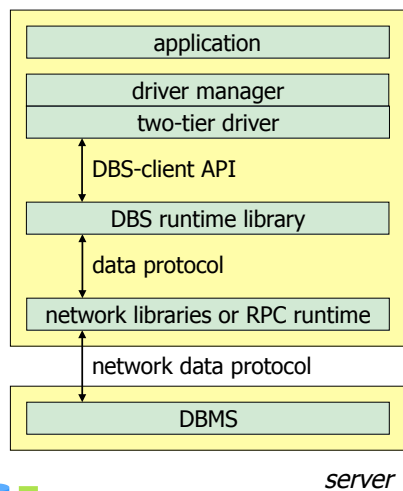 application
driver manager
two-tier driver
DBS-client API
DBS runtime library
data protocol
network libraries or RPC runtime
network data protocol
DBMS
server